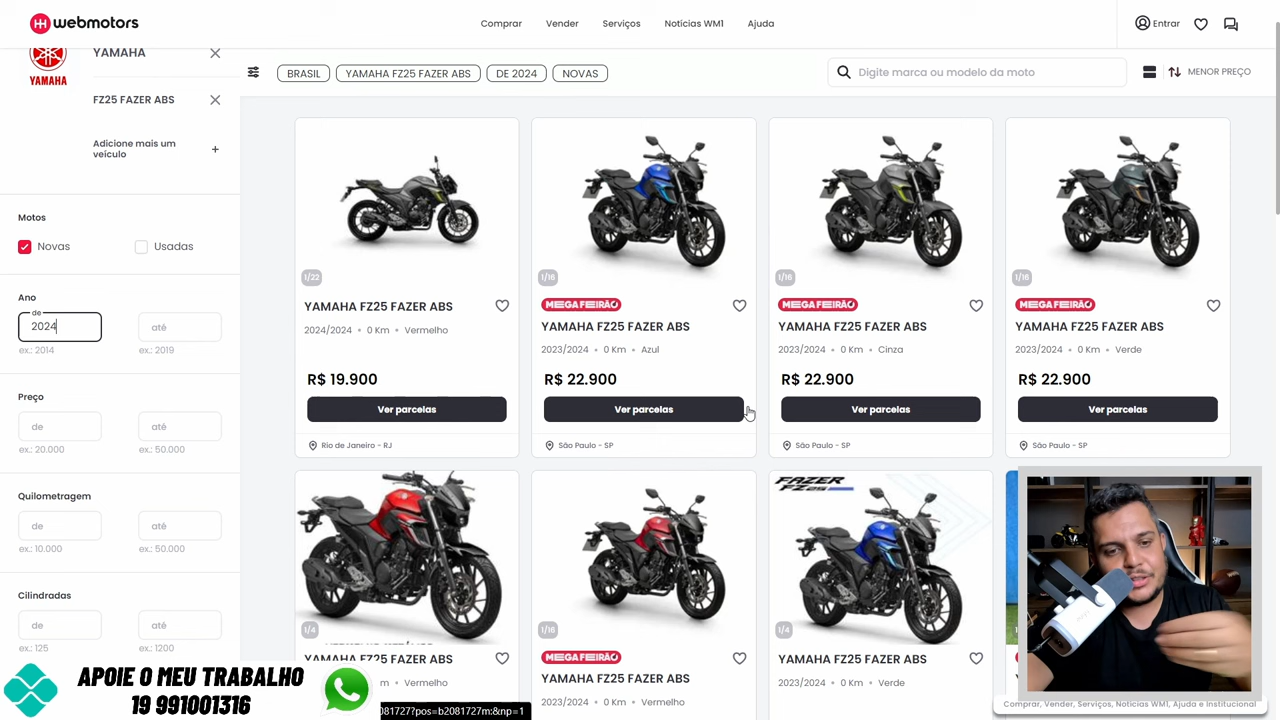 webmotors
Comprar
Vender
Serviços
Notícias WM1
Ajuda
Entrar
YAMAHA
YAMAHA
FZ25 FAZER ABS
Adicione mais um
veículo
BRASIL
YAMAHA FZ25 FAZER ABS
DE 2024
NOVAS
Digite marca ou modelo da moto
MENOR PREÇO
Motos
Novas
Usadas
Ano
de
2024
até
ex.: 2014
ex.: 2019
Preço
de
até
ex.: 20.000
ex.: 50.000
Quilometragem
de
até
ex.: 10.000
ex.: 50.000
Cilindradas
de
até
ex.: 125
ex.: 1200
1/22
YAMAHA FZ25 FAZER ABS
2024/2024 • 0 Km • Vermelho
R$ 19.900
Ver parcelas
Rio de Janeiro - RJ
1/16
MEGA FEIRÃO
YAMAHA FZ25 FAZER ABS
2023/2024 • 0 Km • Azul
R$ 22.900
Ver parcelas
São Paulo - SP
1/16
MEGA FEIRÃO
YAMAHA FZ25 FAZER ABS
2023/2024 • 0 Km • Cinza
R$ 22.900
Ver parcelas
São Paulo - SP
1/16
MEGA FEIRÃO
YAMAHA FZ25 FAZER ABS
2023/2024 • 0 Km • Verde
R$ 22.900
Ver parcelas
São Paulo - SP
1/4
YAMAHA FZ25 FAZER ABS
m • Vermelho
1/16
MEGA FEIRÃO
YAMAHA FZ25 FAZER ABS
2023/2024 • 0 Km • Vermelho
FAZER
FZ25
1/4
YAMAHA FZ25 FAZER ABS
2023/2024 • 0 Km • Verde
APOIE O MEU TRABALHO
19 991001316
081727?pos=b2081727m:&np=1
Comprar, Vender, Serviços, Notícias WM1, Ajuda e Institucional